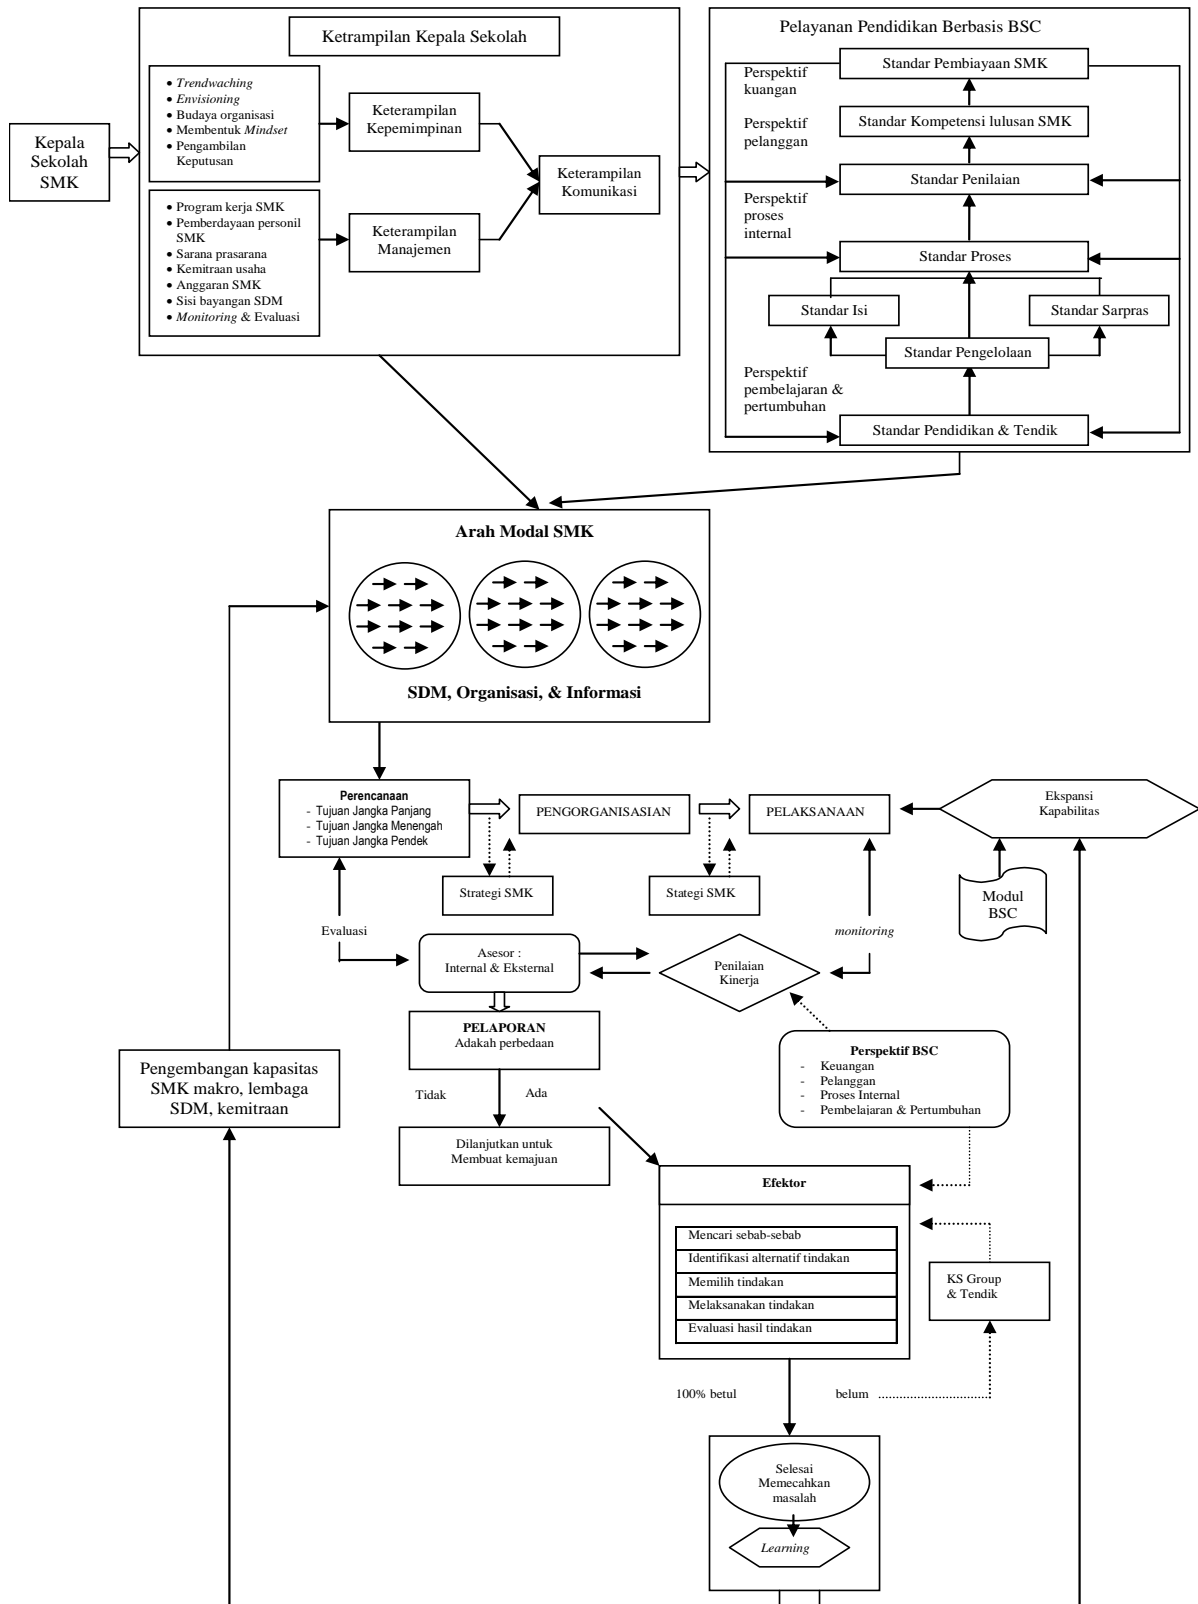 Ketrampilan Kepala Sekolah
Kepala
Sekolah
SMK
• Trendwaching
• Envisioning
• Budaya organisasi
• Membentuk Mindset
• Pengambilan
Keputusan
Keterampilan
Kepemimpinan
• Program kerja SMK
• Pemberdayaan personil
SMK
• Sarana prasarana
• Kemitraan usaha
• Anggaran SMK
• Sisi bayangan SDM
• Monitoring & Evaluasi
Keterampilan
Manajemen
Keterampilan
Komunikasi
Pelayanan Pendidikan Berbasis BSC
Perspektif
kuangan
Standar Pembiayaan SMK
Perspektif
pelanggan
Standar Kompetensi lulusan SMK
Standar Penilaian
Perspektif
proses
internal
Standar Proses
Standar Isi
Standar Sarpras
Standar Pengelolaan
Perspektif
pembelajaran &
pertumbuhan
Standar Pendidikan & Tendik
Arah Modal SMK
SDM, Organisasi, & Informasi
Perencanaan
- Tujuan Jangka Panjang
- Tujuan Jangka Menengah
- Tujuan Jangka Pendek
PENGORGANISASIAN
PELAKSANAAN
Ekspansi
Kapabilitas
Strategi SMK
Stategi SMK
Modul
BSC
Evaluasi
Asesor :
Internal & Eksternal
Penilaian
Kinerja
monitoring
PELAPORAN
Adakah perbedaan
Perspektif BSC
- Keuangan
- Pelanggan
- Proses Internal
- Pembelajaran & Pertumbuhan
Pengembangan kapasitas
SMK makro, lembaga
SDM, kemitraan
Tidak
Ada
Dilanjutkan untuk
Membuat kemajuan
Efektor
Mencari sebab-sebab
Identifikasi alternatif tindakan
Memilih tindakan
Melaksanakan tindakan
Evaluasi hasil tindakan
KS Group
& Tendik
100% betul
belum
Selesai
Memecahkan
masalah
Learning